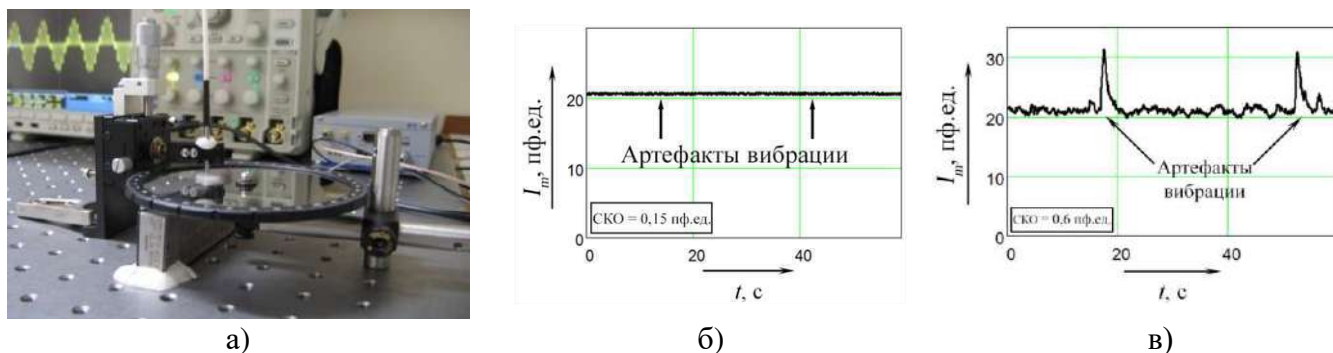 I_m, пф.ед.
20
10
0
Артефакты вибрации
СКО = 0,15 пф.ед.
0
20
40
t, с
I_m, пф.ед.
30
20
10
0
Артефакты
вибрации
СКО = 0,6 пф.ед.
0
20
40
t, с
а)
б)
в)